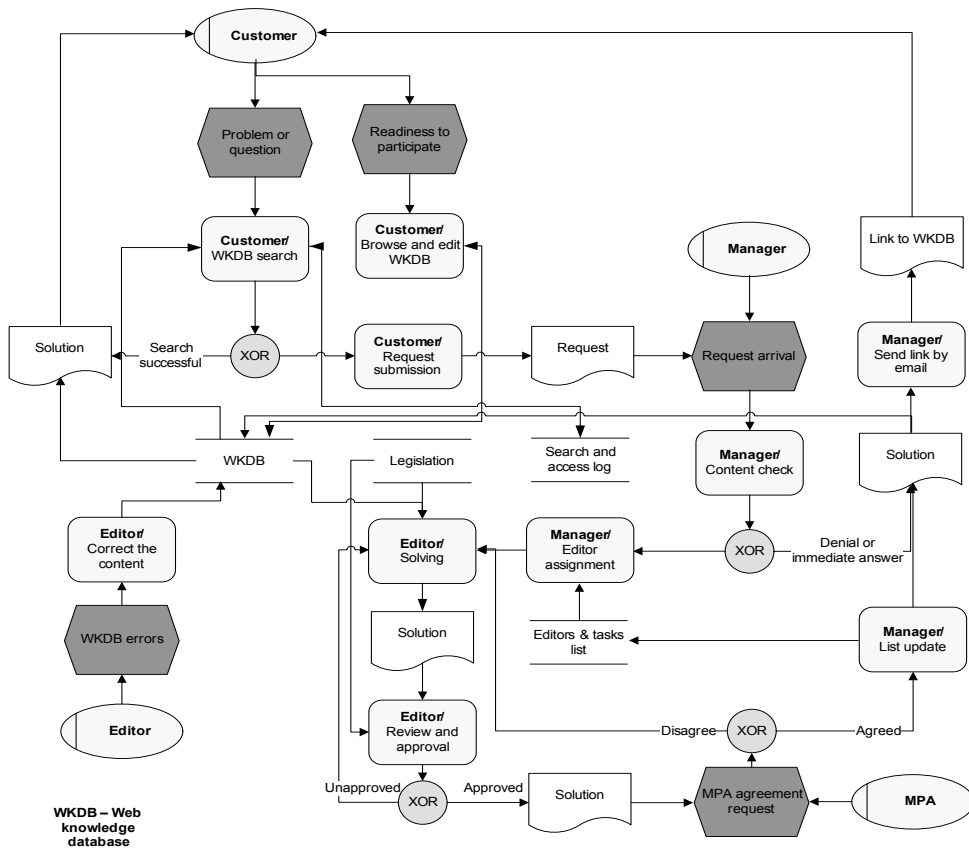 Customer
Problem or
question
Readiness to
participate
Customer/
WKDB search
Customer/
Browse and edit
WKDB
Manager
Link to WKDB
Solution
Search
successful
XOR
Customer/
Request
submission
Request
Request arrival
Manager/
Send link by
email
WKDB
Legislation
Search and
access log
Manager/
Content check
Solution
Editor/
Correct the
content
Editor/
Solving
Manager/
Editor
assignment
XOR
Denial or
immediate answer
WKDB errors
Solution
Editors & tasks
list
Manager/
List update
Editor
Editor/
Review and
approval
Disagree
XOR
Agreed
Unapproved
XOR
Approved
Solution
MPA agreement
request
MPA
WKDB – Web
knowledge
database